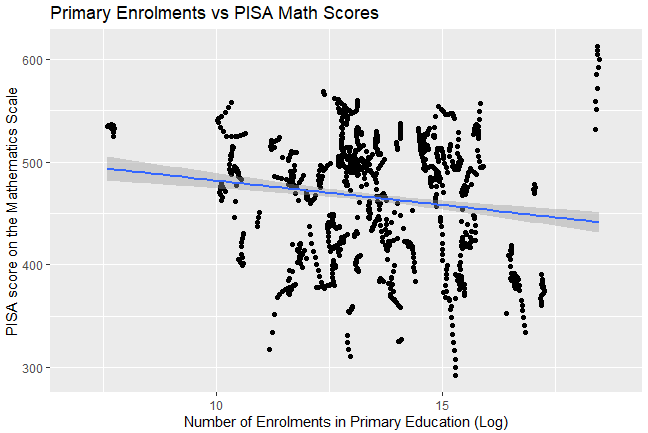 Primary Enrolments vs PISA Math Scores
PISA score on the Mathematics Scale
600
500
400
300
10
15
Number of Enrolments in Primary Education (Log)